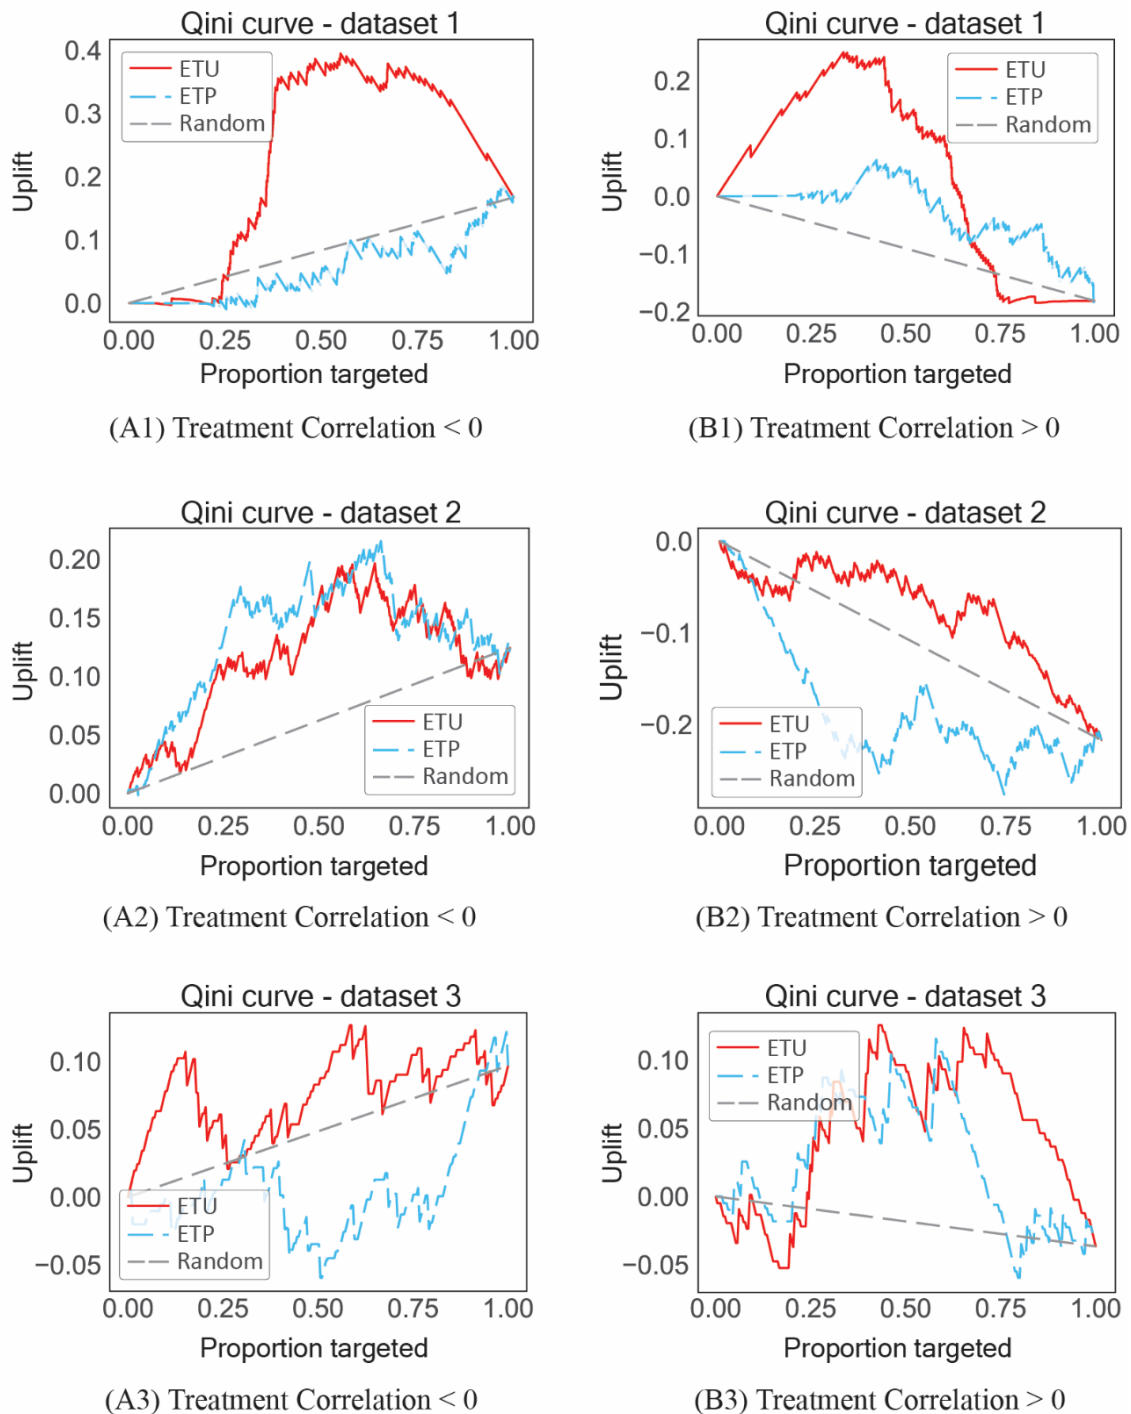 Qini curve - dataset 1
0.4
0.3
0.2
0.1
0.0
Uplift
ETU
ETP
Random
0.00 0.25 0.50 0.75 1.00
Proportion targeted
(A1) Treatment Correlation < 0
Qini curve - dataset 1
0.2
0.1
0.0
−0.1
−0.2
Uplift
ETU
ETP
Random
0.00 0.25 0.50 0.75 1.00
Proportion targeted
(B1) Treatment Correlation > 0
Qini curve - dataset 2
0.20
0.15
0.10
0.05
0.00
Uplift
ETU
ETP
Random
0.00 0.25 0.50 0.75 1.00
Proportion targeted
(A2) Treatment Correlation < 0
Qini curve - dataset 2
0.0
−0.1
−0.2
Uplift
ETU
ETP
Random
0.00 0.25 0.50 0.75 1.00
Proportion targeted
(B2) Treatment Correlation > 0
Qini curve - dataset 3
0.10
0.05
0.00
−0.05
Uplift
ETU
ETP
Random
0.00 0.25 0.50 0.75 1.00
Proportion targeted
(A3) Treatment Correlation < 0
Qini curve - dataset 3
0.10
0.05
0.00
−0.05
Uplift
ETU
ETP
Random
0.00 0.25 0.50 0.75 1.00
Proportion targeted
(B3) Treatment Correlation > 0